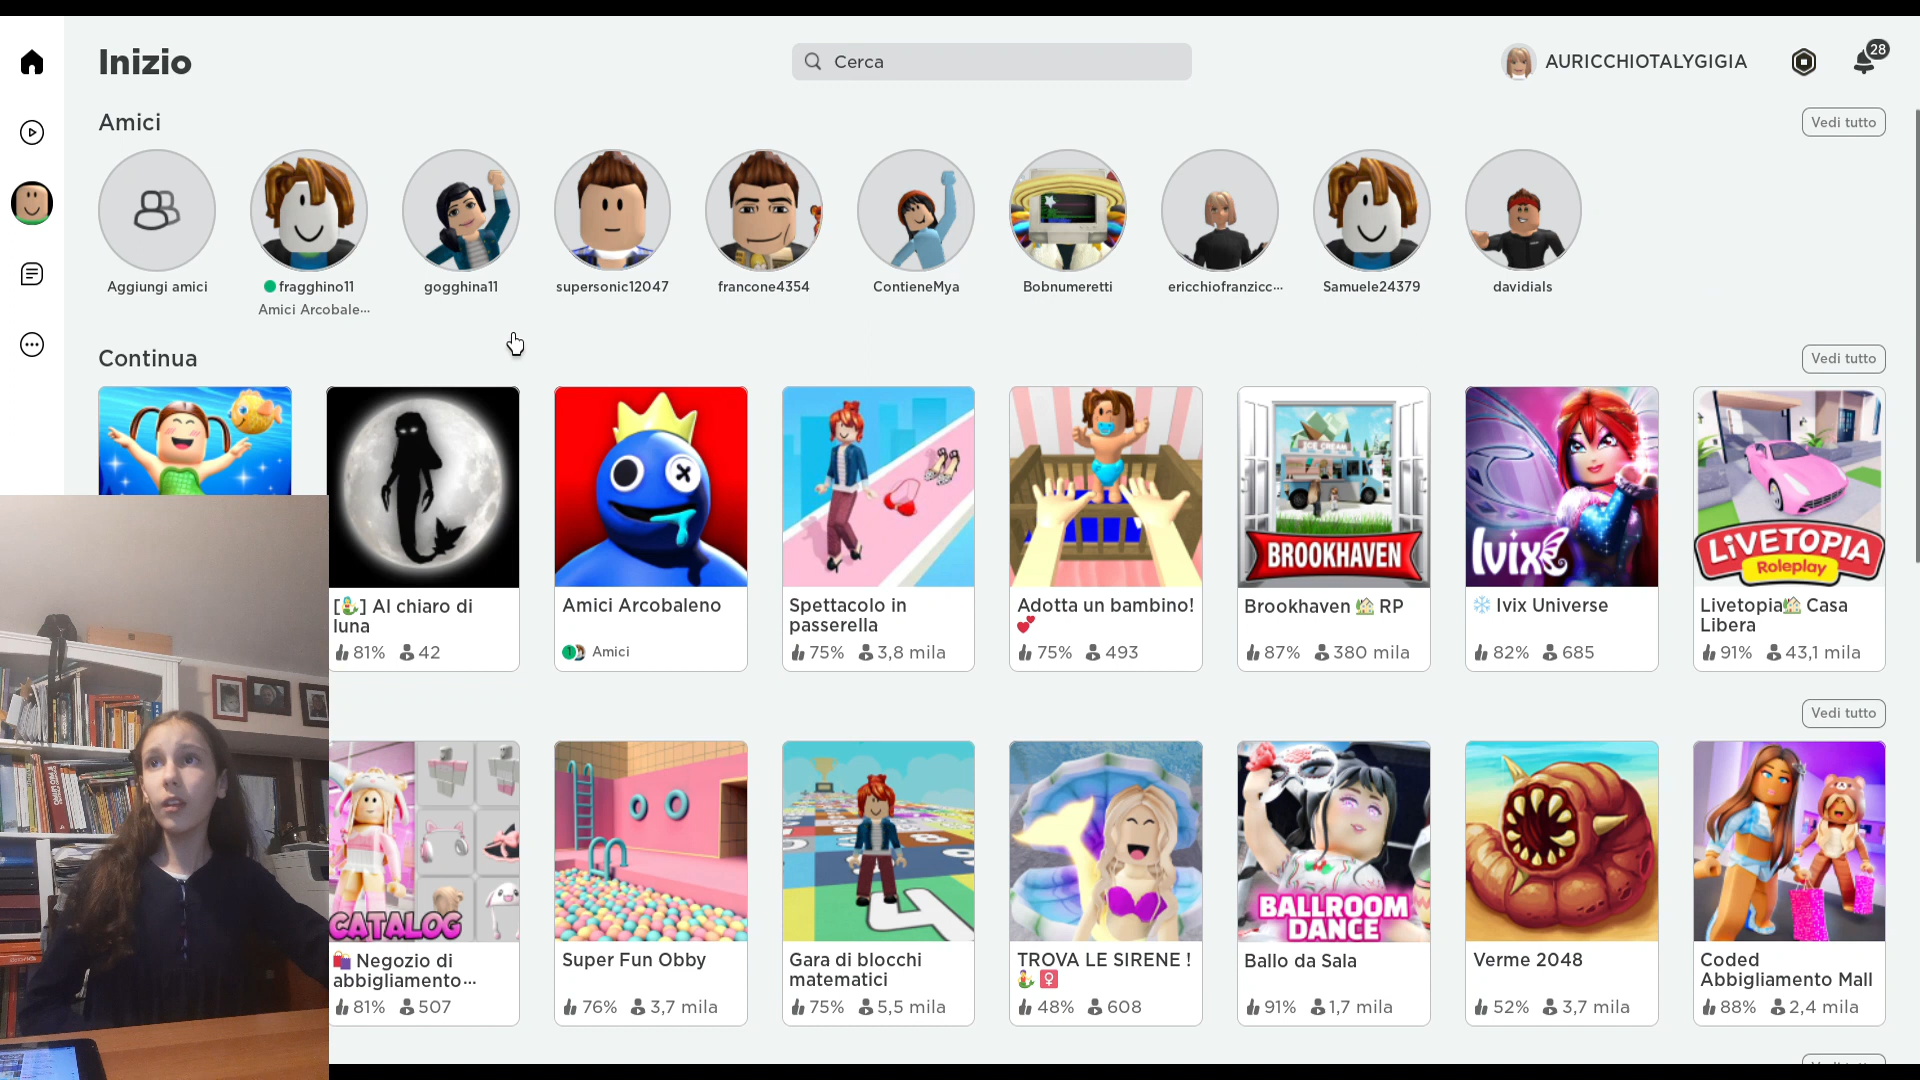 Inizio
Cerca
AURICCHIOTALYGIGIA
28
Amici
Vedi tutto
Aggiungi amici
fragghino11
gogghina11
supersonic12047
francone4354
ContieneMya
Bobnumeretti
ericchiofranzicc...
Samuele24379
davidials
Amici Arcobale...
Continua
Vedi tutto
ICE CREAM
BROOKHAVEN
Ivix
LiVETOPIA
Roleplay
[🧜‍♀️] Al chiaro di
luna
81% 42
Amici Arcobaleno
1 Amici
Spettacolo in
passerella
75% 3,8 mila
Adotta un bambino!
💕
75% 493
Brookhaven 🏡 RP
87% 380 mila
❄️ Ivix Universe
82% 685
Livetopia🏡 Casa
Libera
91% 43,1 mila
Vedi tutto
CATALOG
4
BALLROOM
DANCE
🛍️ Negozio di
abbigliamento...
81% 507
Super Fun Obby
76% 3,7 mila
Gara di blocchi
matematici
75% 5,5 mila
TROVA LE SIRENE !
🧜‍♀️ ♀
48% 608
Ballo da Sala
91% 1,7 mila
Verme 2048
52% 3,7 mila
Coded
Abbigliamento Mall
88% 2,4 mila